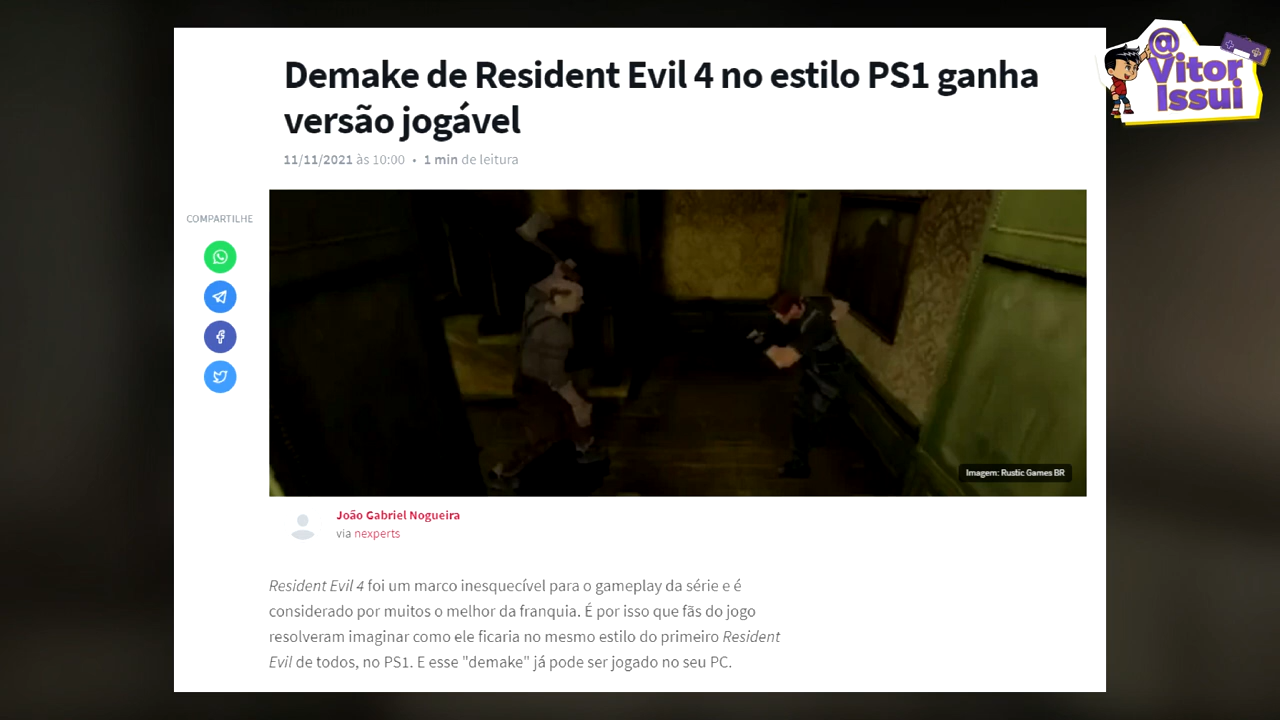 @
Vitor
Issui
Demake de Resident Evil 4 no estilo PS1 ganha
versão jogável
11/11/2021 às 10:00 • 1 min de leitura
COMPARTILHE
Imagem: Rustic Games BR
João Gabriel Nogueira
via nexperts
Resident Evil 4 foi um marco inesquecível para o gameplay da série e é
considerado por muitos o melhor da franquia. É por isso que fãs do jogo
resolveram imaginar como ele ficaria no mesmo estilo do primeiro Resident
Evil de todos, no PS1. E esse "demake" já pode ser jogado no seu PC.